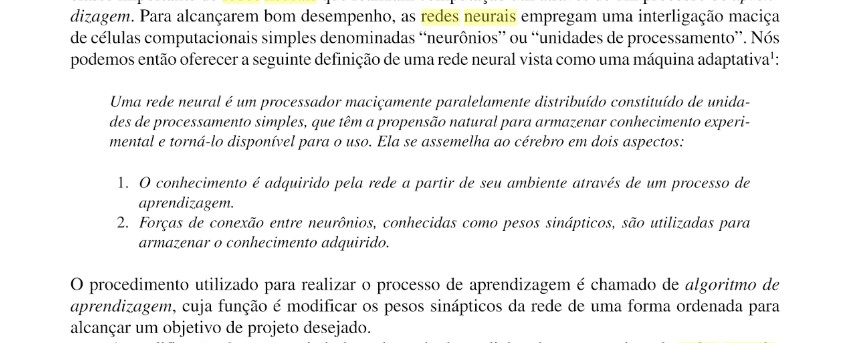 dizagem. Para alcançarem bom desempenho, as redes neurais empregam uma interligação maciça
de células computacionais simples denominadas “neurônios” ou “unidades de processamento”. Nós
podemos então oferecer a seguinte definição de uma rede neural vista como uma máquina adaptativa¹:
Uma rede neural é um processador maciçamente paralelamente distribuído constituído de unida-
des de processamento simples, que têm a propensão natural para armazenar conhecimento experi-
mental e torná-lo disponível para o uso. Ela se assemelha ao cérebro em dois aspectos:
1. O conhecimento é adquirido pela rede a partir de seu ambiente através de um processo de
aprendizagem.
2. Forças de conexão entre neurônios, conhecidas como pesos sinápticos, são utilizadas para
armazenar o conhecimento adquirido.
O procedimento utilizado para realizar o processo de aprendizagem é chamado de algoritmo de
aprendizagem, cuja função é modificar os pesos sinápticos da rede de uma forma ordenada para
alcançar um objetivo de projeto desejado.